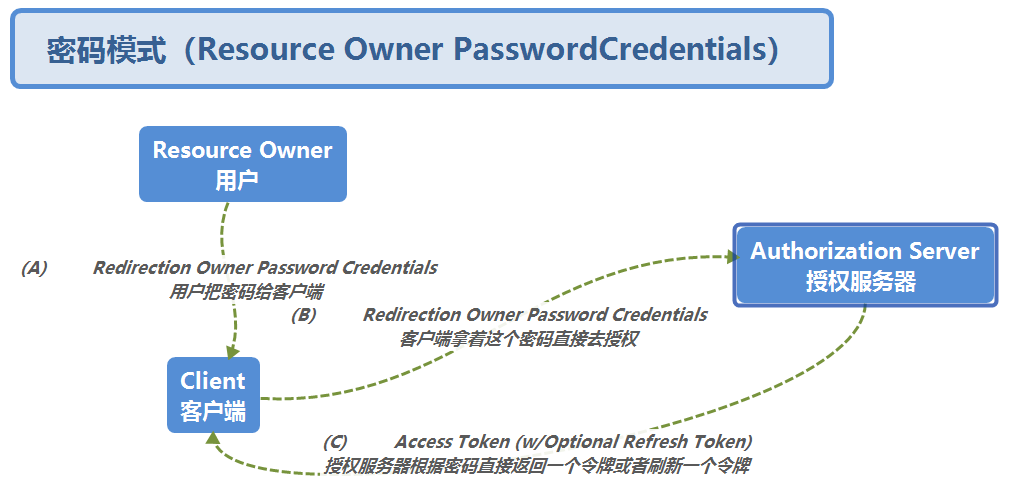 密码模式（Resource Owner PasswordCredentials）
Resource Owner
用户
(A) Redirection Owner Password Credentials
用户把密码给客户端
(B) Redirection Owner Password Credentials
客户端拿着这个密码直接去授权
Authorization Server
授权服务器
Client
客户端
(C) Access Token (w/Optional Refresh Token)
授权服务器根据密码直接返回一个令牌或者刷新一个令牌